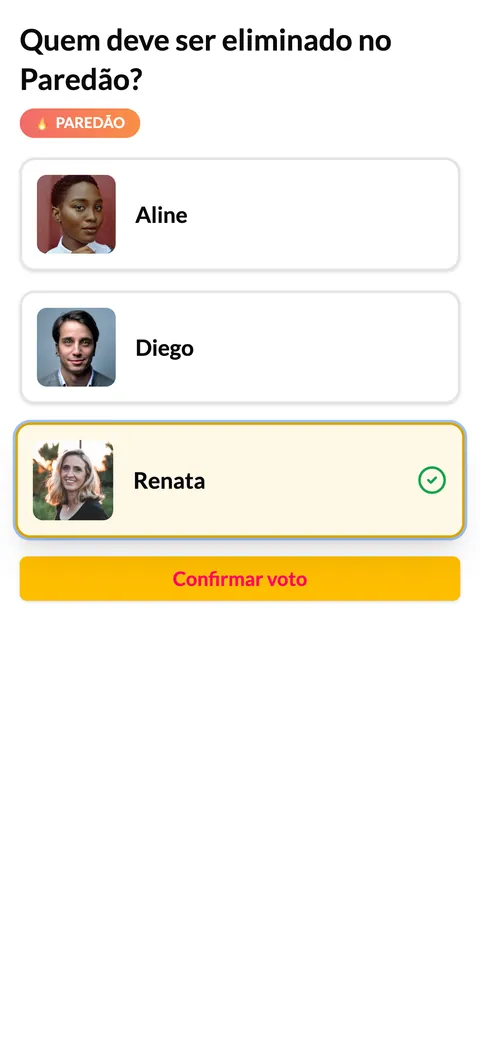 Quem deve ser eliminado no
Paredão?
🔥 PAREDÃO
Aline
Diego
Renata
Confirmar voto